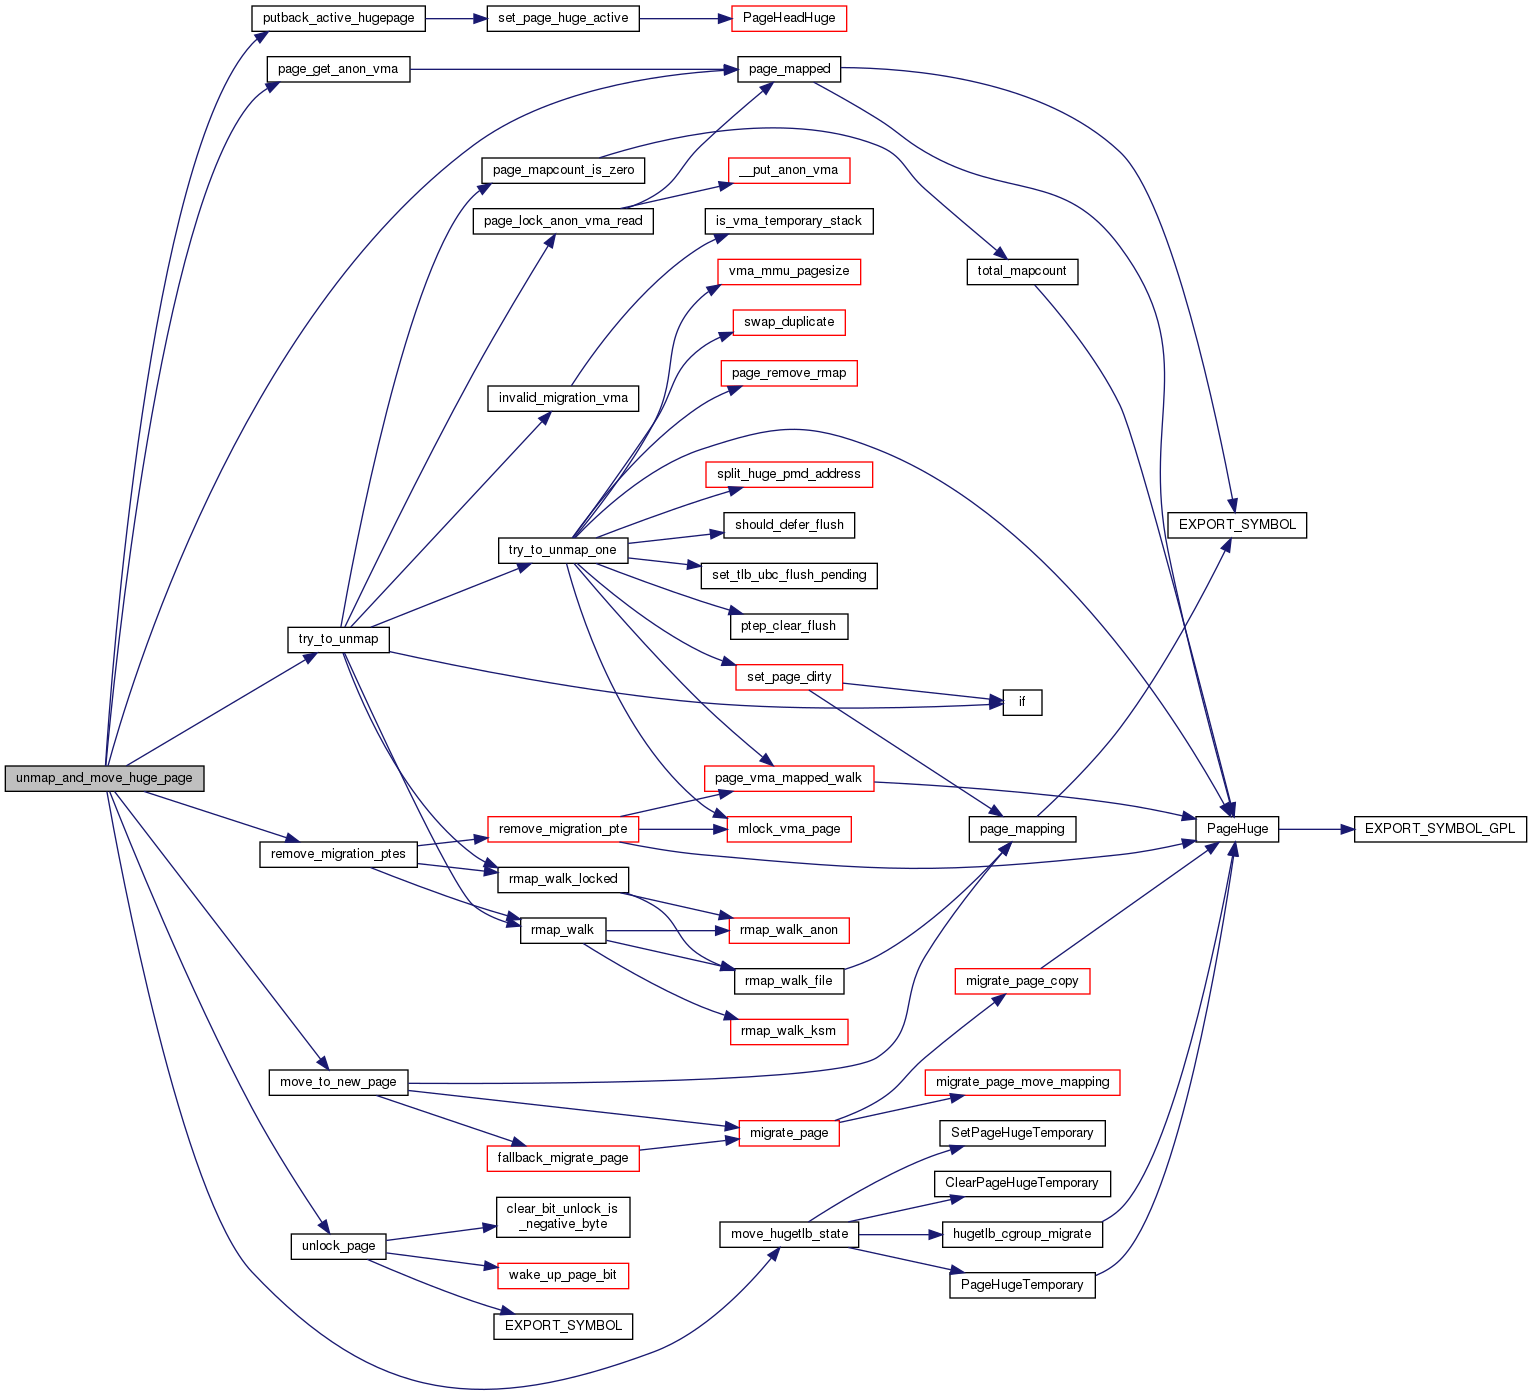 putback_active_hugepage
set_page_huge_active
PageHeadHuge
page_get_anon_vma
page_mapped
page_mapcount_is_zero
__put_anon_vma
page_lock_anon_vma_read
is_vma_temporary_stack
vma_mmu_pagesize
total_mapcount
swap_duplicate
page_remove_rmap
invalid_migration_vma
split_huge_pmd_address
should_defer_flush
EXPORT_SYMBOL
try_to_unmap_one
set_tlb_ubc_flush_pending
ptep_clear_flush
try_to_unmap
set_page_dirty
if
unmap_and_move_huge_page
page_vma_mapped_walk
remove_migration_pte
mlock_vma_page
page_mapping
PageHuge
EXPORT_SYMBOL_GPL
remove_migration_ptes
rmap_walk_locked
rmap_walk
rmap_walk_anon
rmap_walk_file
migrate_page_copy
rmap_walk_ksm
move_to_new_page
migrate_page_move_mapping
migrate_page
SetPageHugeTemporary
fallback_migrate_page
ClearPageHugeTemporary
clear_bit_unlock_is
_negative_byte
move_hugetlb_state
hugetlb_cgroup_migrate
unlock_page
wake_up_page_bit
PageHugeTemporary
EXPORT_SYMBOL